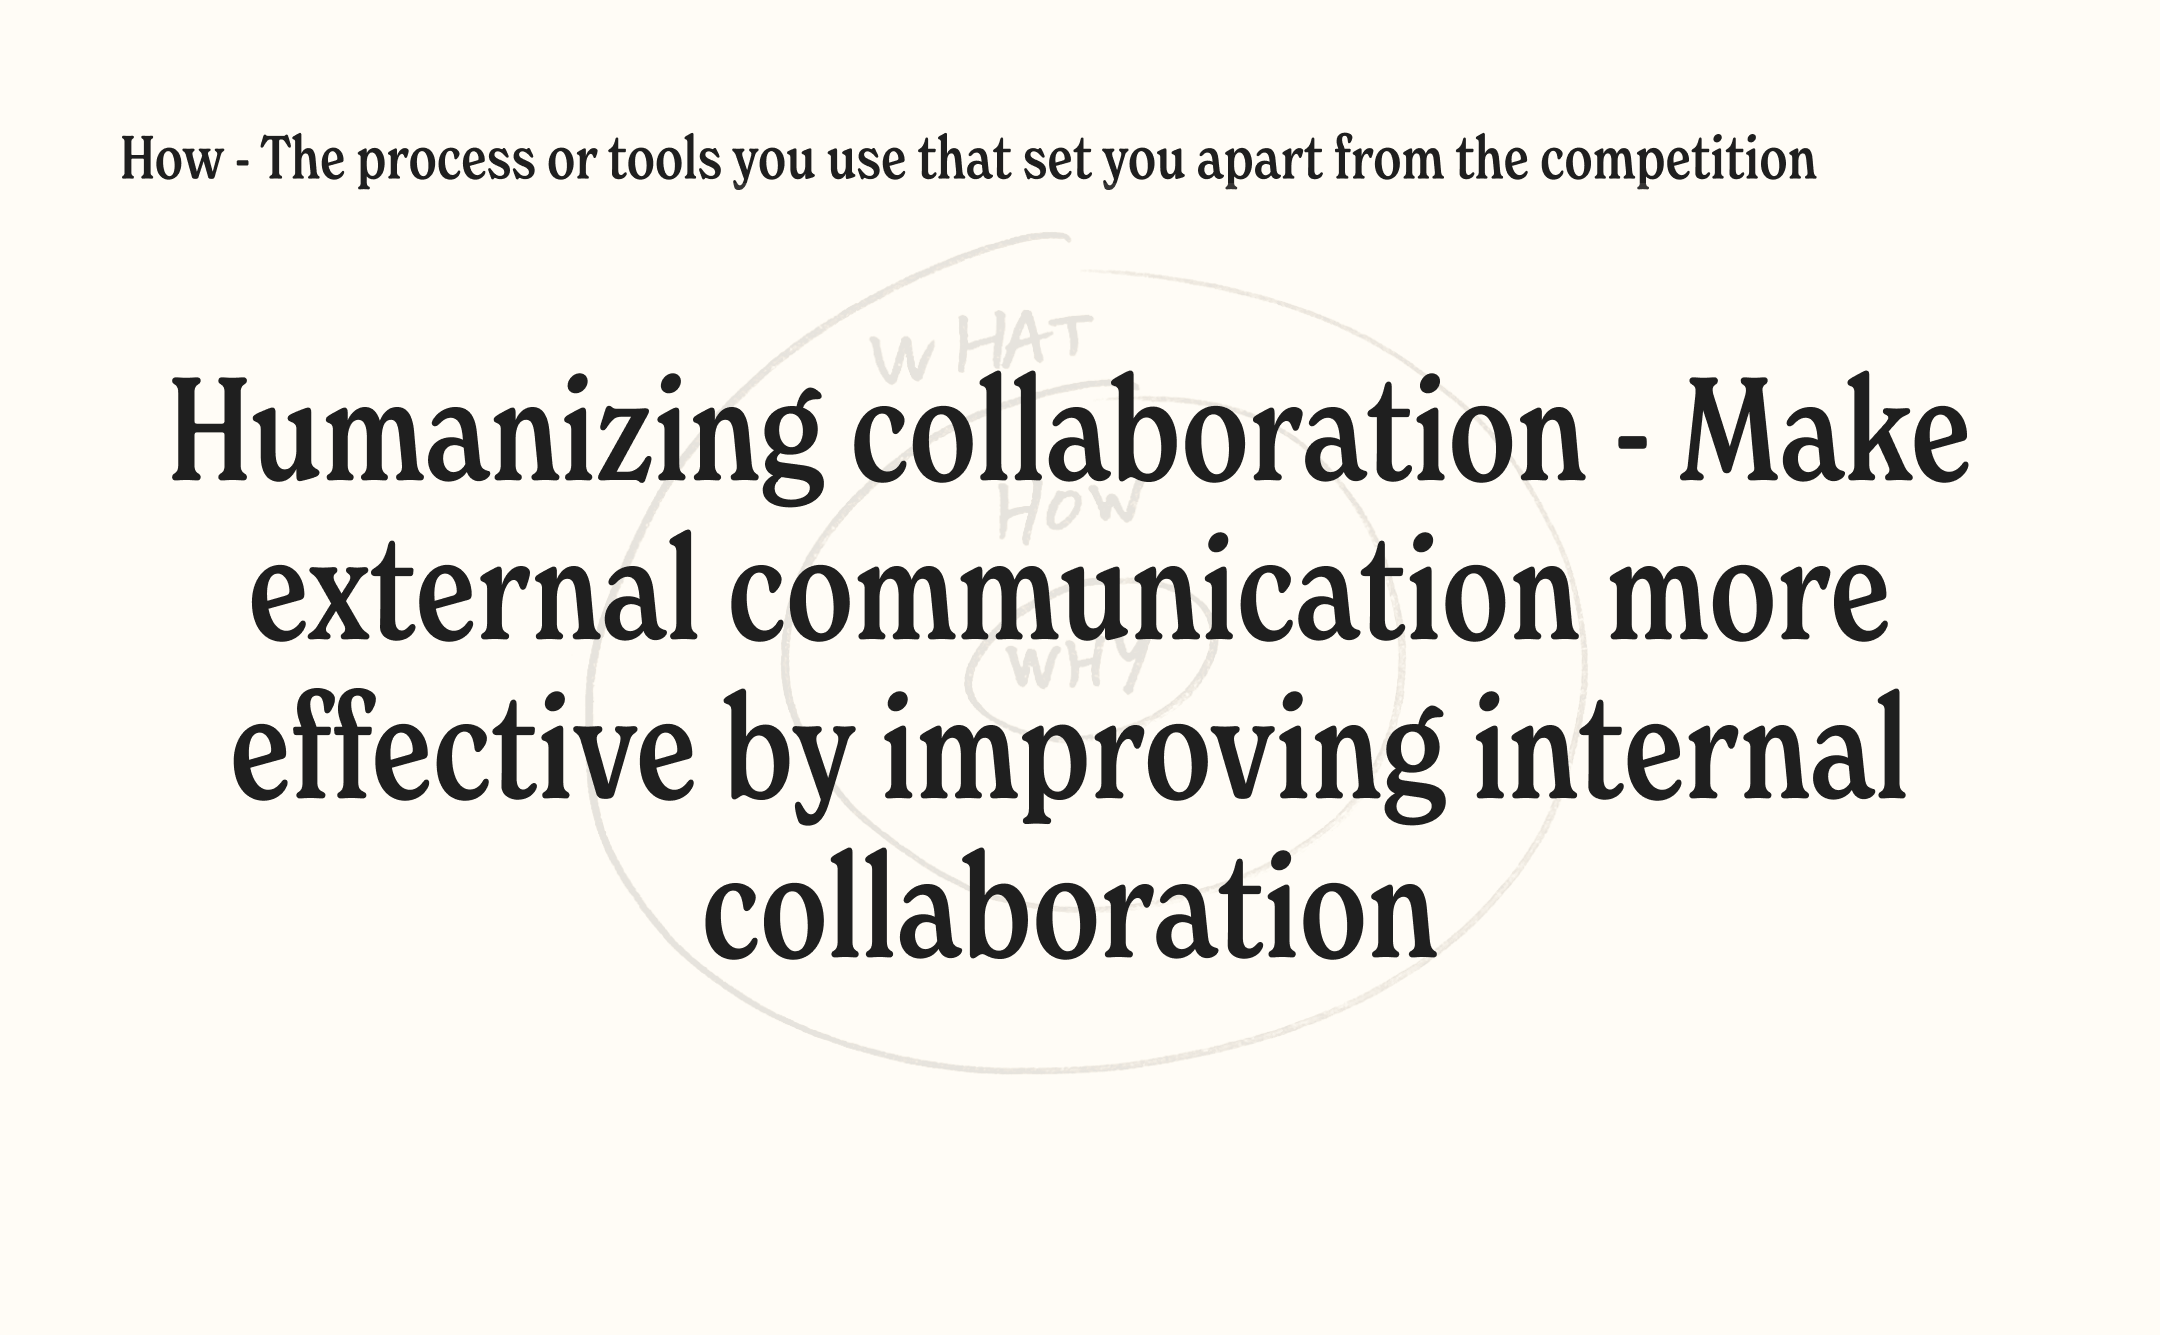 How - The process or tools you use that set you apart from the competition
WHAT
Humanizing collaboration - Make
HOW
external communication more
WHY
effective by improving internal
collaboration